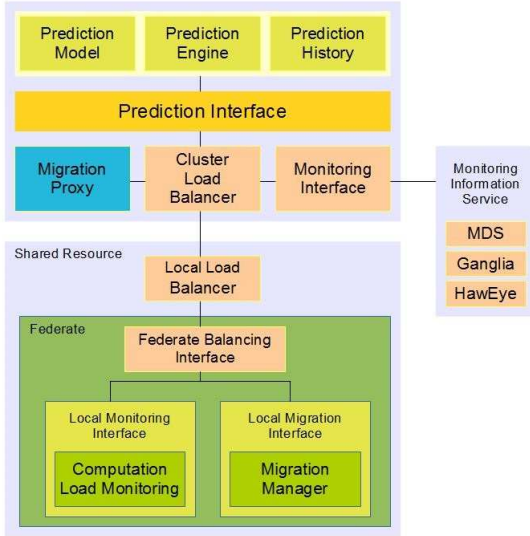 Prediction
Model
Prediction
Engine
Prediction
History
Prediction Interface
Migration
Proxy
Cluster
Load
Balancer
Monitoring
Interface
Monitoring
Information
Service
MDS
Ganglia
HawEye
Shared Resource
Local Load
Balancer
Federate
Federate Balancing
Interface
Local Monitoring
Interface
Computation
Load Monitoring
Local Migration
Interface
Migration
Manager